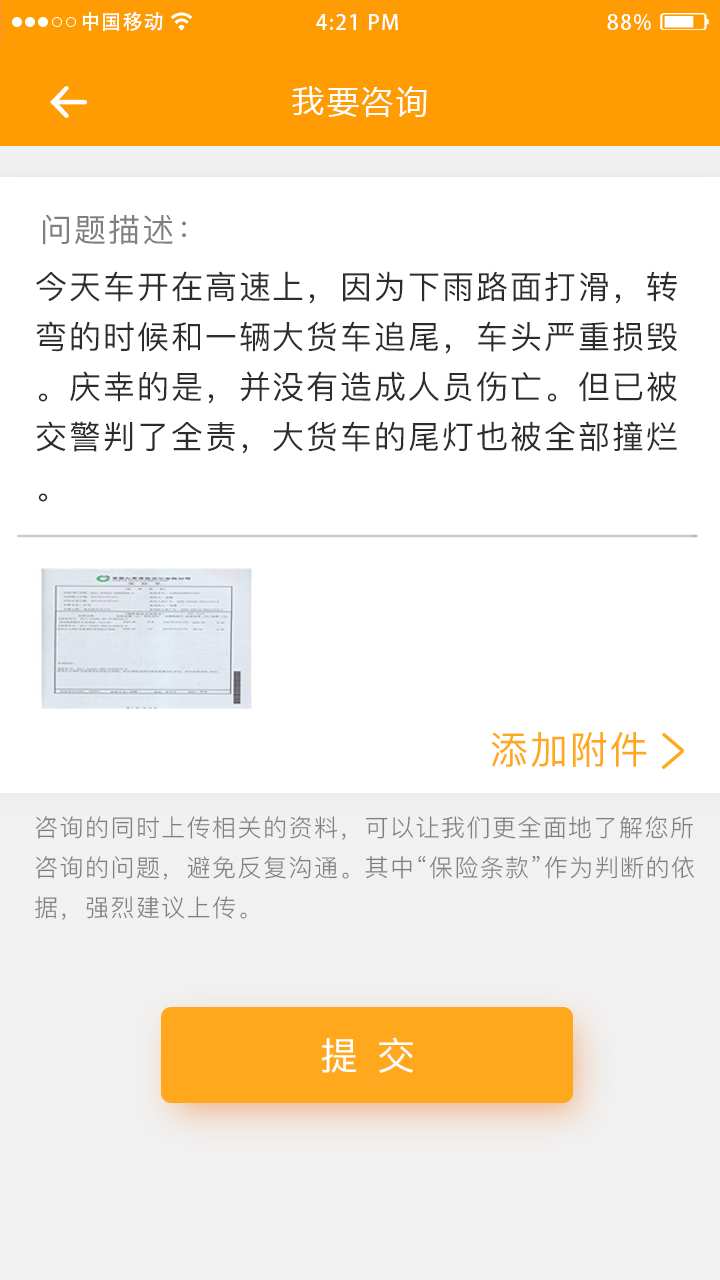 中国移动 4:21 PM 88%
我要咨询
问题描述：
今天车开在高速上，因为下雨路面打滑，转
弯的时候和一辆大货车追尾，车头严重损毁
。庆幸的是，并没有造成人员伤亡。但已被
交警判了全责，大货车的尾灯也被全部撞烂
。
添加附件
咨询的同时上传相关的资料，可以让我们更全面地了解您所
咨询的问题，避免反复沟通。其中“保险条款”作为判断的依
据，强烈建议上传。
提 交